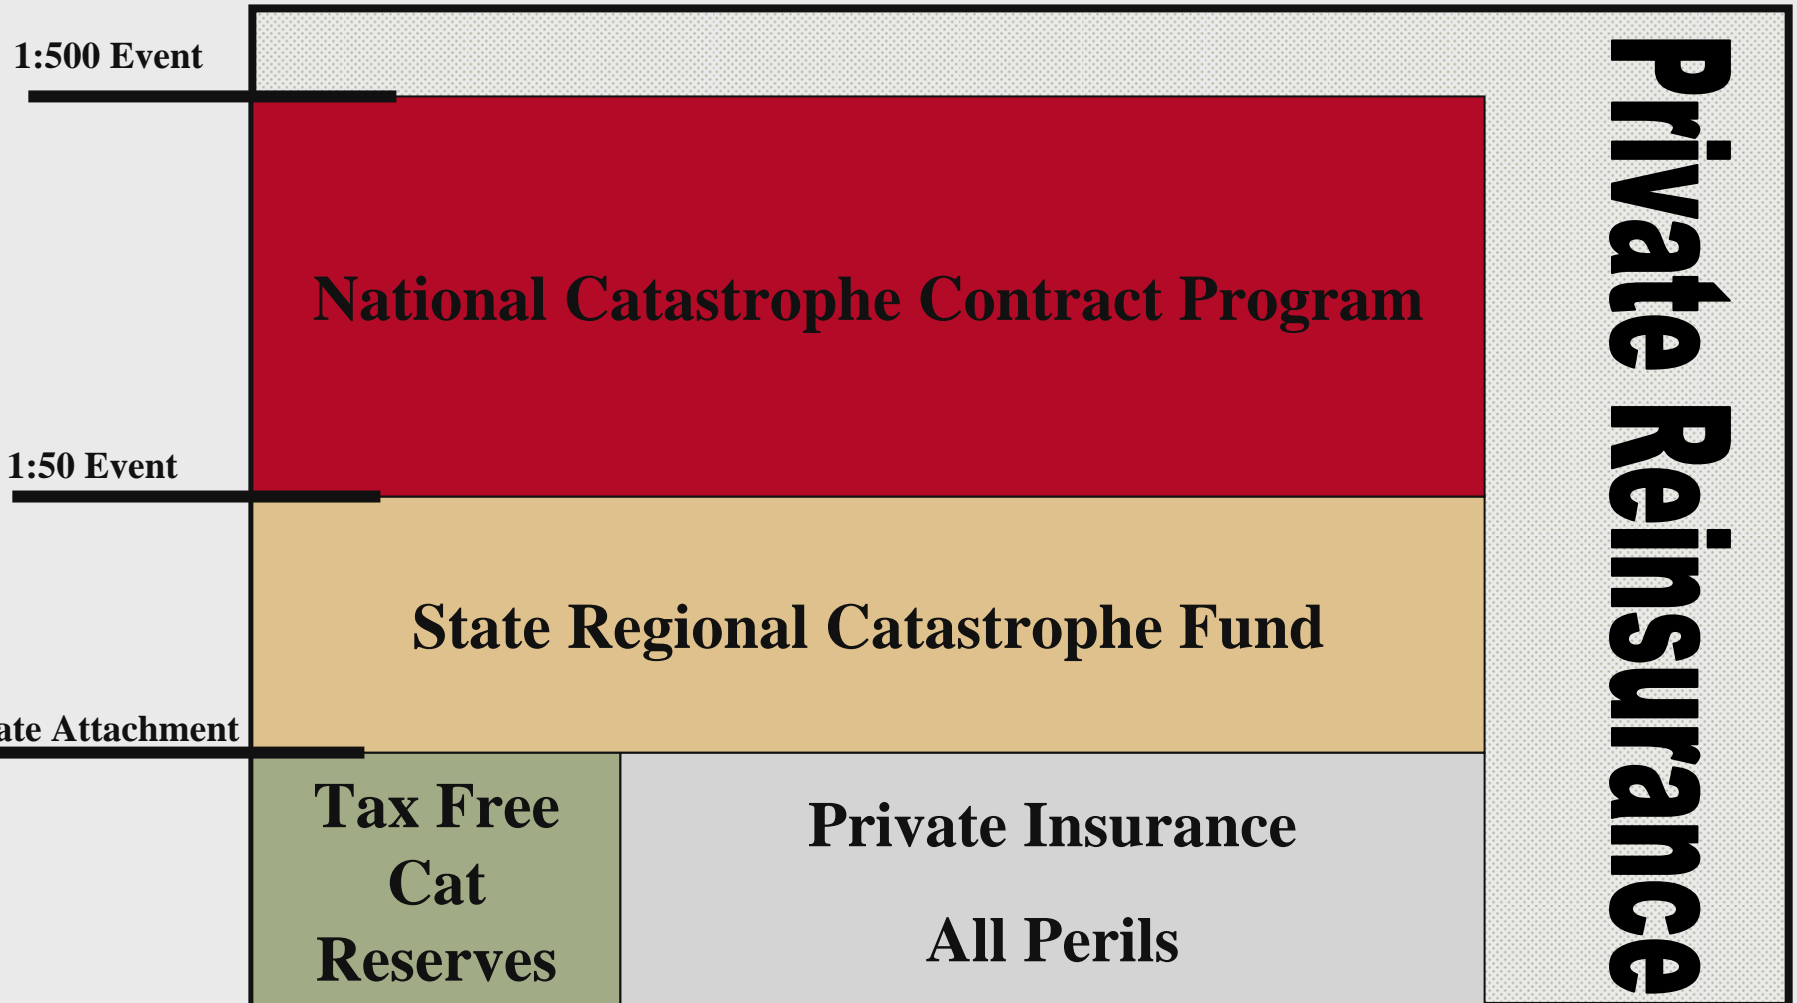 1:500 Event
National Catastrophe Contract Program
1:50 Event
State Regional Catastrophe Fund
Attachment
Tax Free
Cat
Reserves
Private Insurance
All Perils
Private Reinsurance